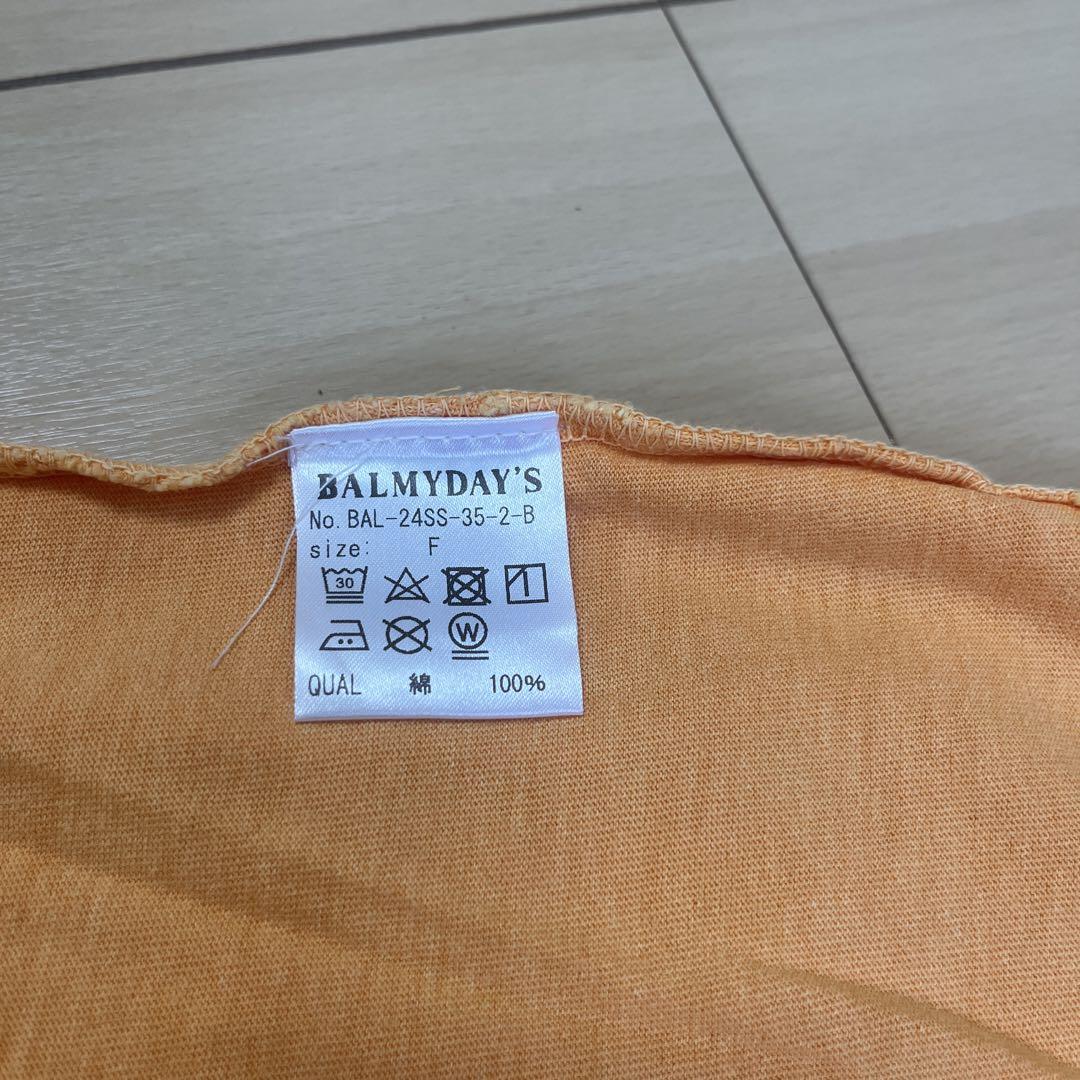 BALMYDAY'S
No. BAL-24SS-35-2-B
size: F
30
W
QUAL 綿 100%